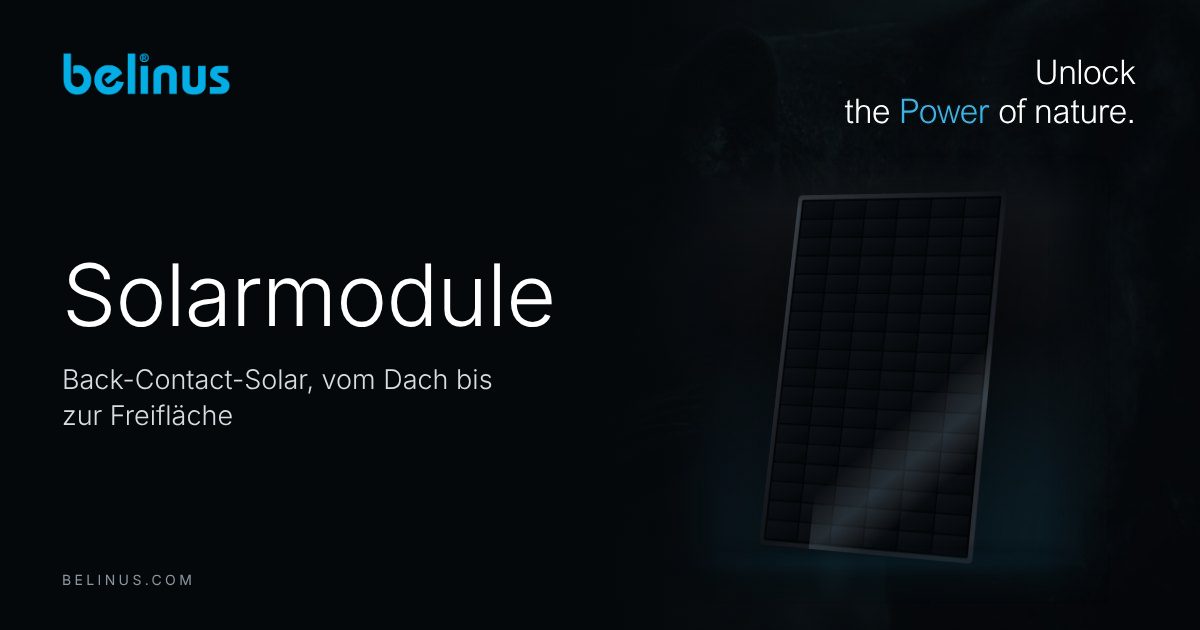 belinus®
Unlock
the Power of nature.
Solarmodule
Back-Contact-Solar, vom Dach bis
zur Freifläche
BELINUS.COM